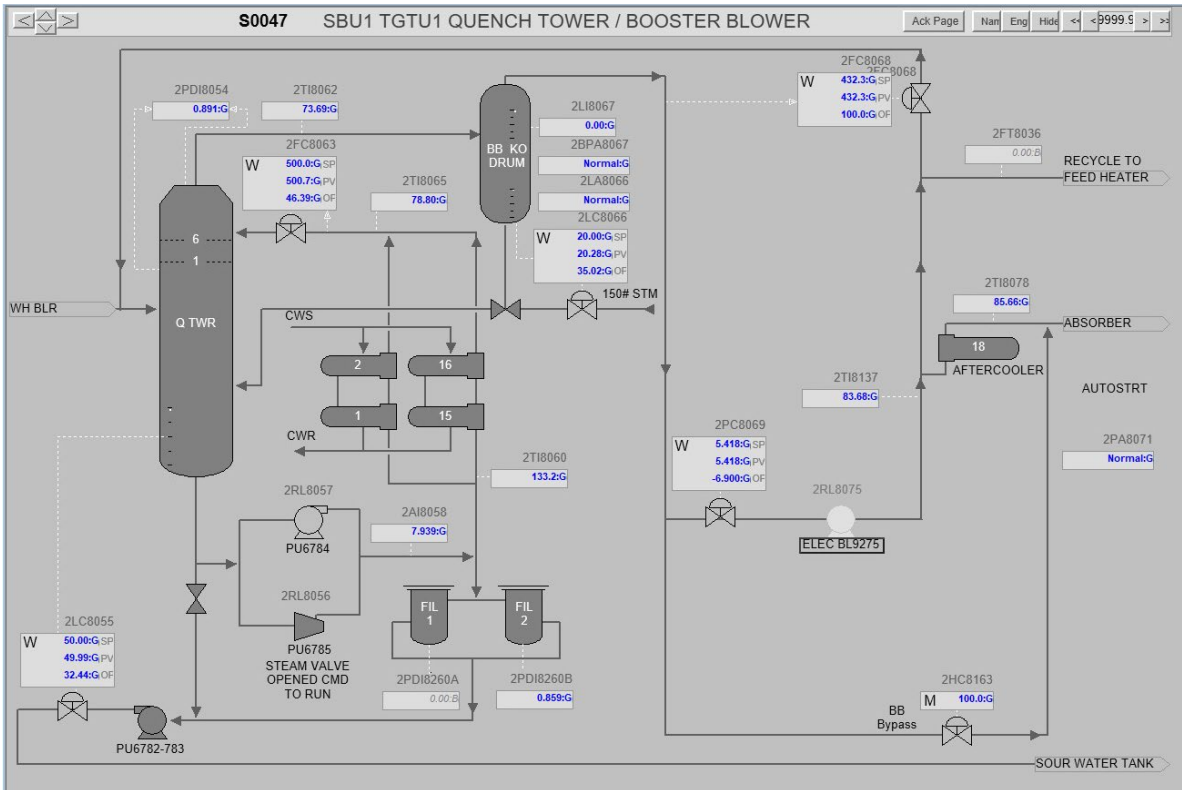 S0047 SBU1 TGTU1 QUENCH TOWER / BOOSTER BLOWER
Ack Page Nan Eng Hide << < 9999.9 > >>
2PDI8054
0.891:G
2TI8062
73.69:G
2FC8063
W 500.0:G SP
500.7:G PV
46.39:G OF
2TI8065
78.80:G
BB KO
DRUM
2LI8067
0.00:G
2BPA8067
Normal:G
2LA8066
Normal:G
2LC8066
W 20.00:G SP
20.28:G PV
35.02:G OF
150# STM
2FC8068
2FC8068
W 432.3:G SP
432.3:G PV
100.0:G OF
2FT8036
0.00:B
RECYCLE TO
FEED HEATER
6
1
WH BLR
Q TWR
CWS
2
16
1
15
CWR
2TI8060
133.2:G
2TI8078
85.66:G
ABSORBER
18
AFTERCOOLER
2TI8137
83.68:G
AUTOSTRT
2PA8071
Normal:G
2PC8069
W 5.418:G SP
5.418:G PV
-6.900:G OF
2RL8075
ELEC BL9275
2RL8057
PU6784
2AI8058
7.939:G
2RL8056
PU6785
STEAM VALVE
OPENED CMD
TO RUN
FIL
1
FIL
2
2PDI8260A
0.00:B
2PDI8260B
0.859:G
2LC8055
W 50.00:G SP
49.99:G PV
32.44:G OF
PU6782-783
2HC8163
M 100.0:G
BB
Bypass
SOUR WATER TANK